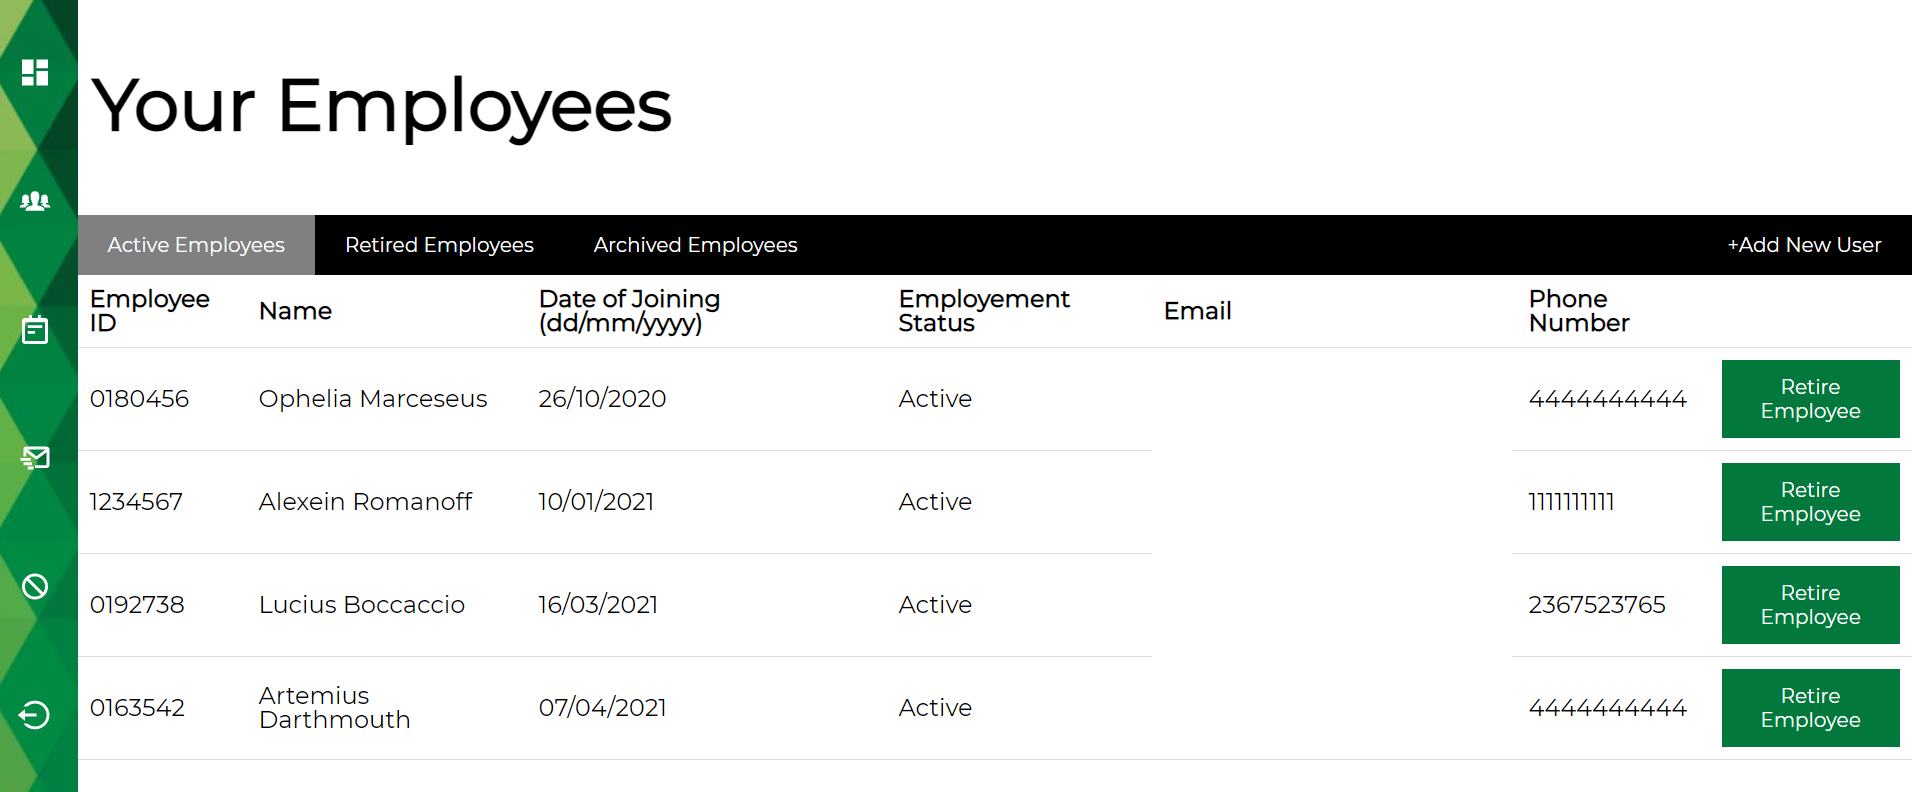 Your Employees
Active Employees Retired Employees Archived Employees +Add New User
Employee ID Name Date of Joining (dd/mm/yyyy) Employement Status Email Phone Number
0180456 Ophelia Marceseus 26/10/2020 Active 4444444444 Retire Employee
1234567 Alexein Romanoff 10/01/2021 Active 1111111111 Retire Employee
0192738 Lucius Boccaccio 16/03/2021 Active 2367523765 Retire Employee
0163542 Artemius Darthmouth 07/04/2021 Active 4444444444 Retire Employee